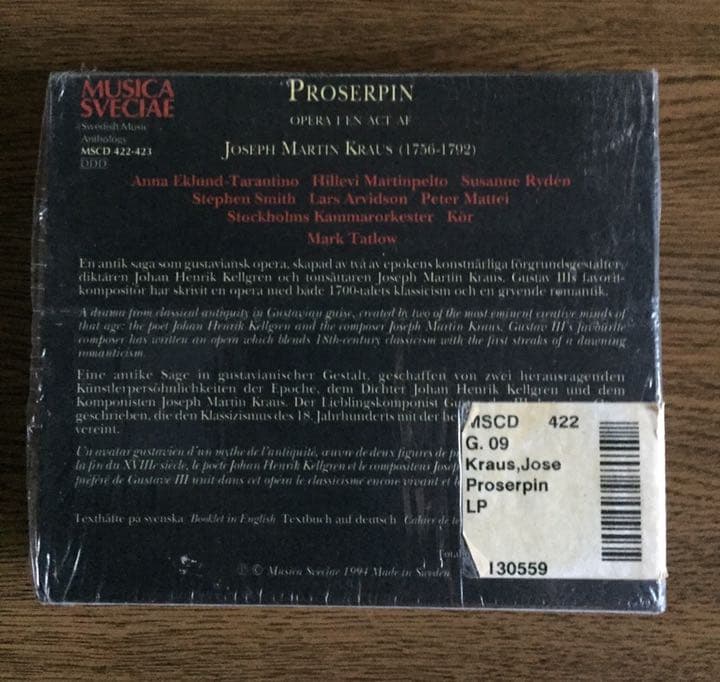 MUSICA
SVECIAE
Swedish Music
Anthology
MSCD 422-423
DDD
PROSERPIN
OPERA I EN ACT AF
JOSEPH MARTIN KRAUS (1756-1792)
Anna Eklund-Tarantino Hillevi Martinpelto Susanne Rydén
Stephen Smith Lars Arvidson Peter Mattei
Stockholms Kammarorkester Kör
Mark Tatlow
En antik saga som gustaviansk opera, skapad av två av epokens konstnärliga förgrundsgestalter,
diktaren Johan Henrik Kellgren och tonsättaren Joseph Martin Kraus. Gustav IIIs favorit-
kompositör har skrivit en opera med både 1700-talets klassicism och en gryende romantik.
A drama from classical antiquity in Gustavian guise, created by two of the most eminent creative minds of
that age: the poet Johan Henrik Kellgren and the composer Joseph Martin Kraus. Gustav III's favourite
composer has written an opera which blends 18th-century classicism with the first streaks of a dawning
romanticism.
Eine antike Sage in gustavianischer Gestalt, geschaffen von zwei herausragenden
Künstlerpersöhnlichkeiten der Epoche, dem Dichter Johan Henrik Kellgren und dem
Komponisten Joseph Martin Kraus. Der Lieblingskomponist
geschrieben, die den Klassizismus des 18. Jahrhunderts mit der
vereint.
Un avatar gustavien d'un mythe de l'antiquité, œuvre de deux figures de
la fin du XVIIIe siècle, le poète Johan Henrik Kellgren et le compositeur
préféré de Gustave III unit dans cet opéra le classicisme encore vivant et
Texthäfte på svenska Booklet in English Textbuch auf deutsch Cahier de
℗ © Musica Sveciae 1994 Made in Sweden
MSCD 422
G. 09
Kraus,Jose
Proserpin
LP
130559